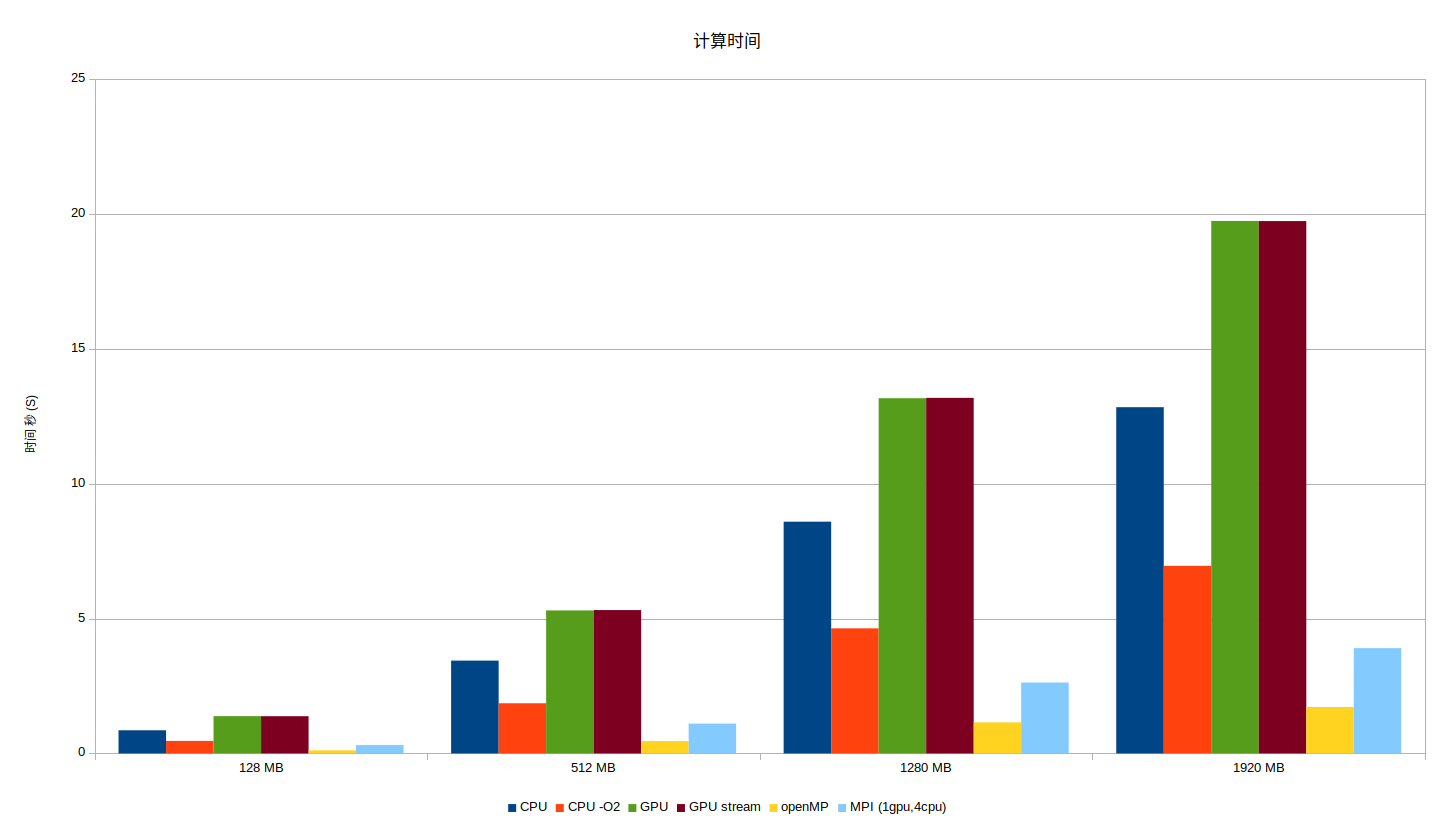 计算时间
25
20
15
10
5
0
时间 秒 (S)
128 MB
512 MB
1280 MB
1920 MB
CPU CPU -O2 GPU GPU stream openMP MPI (1gpu,4cpu)